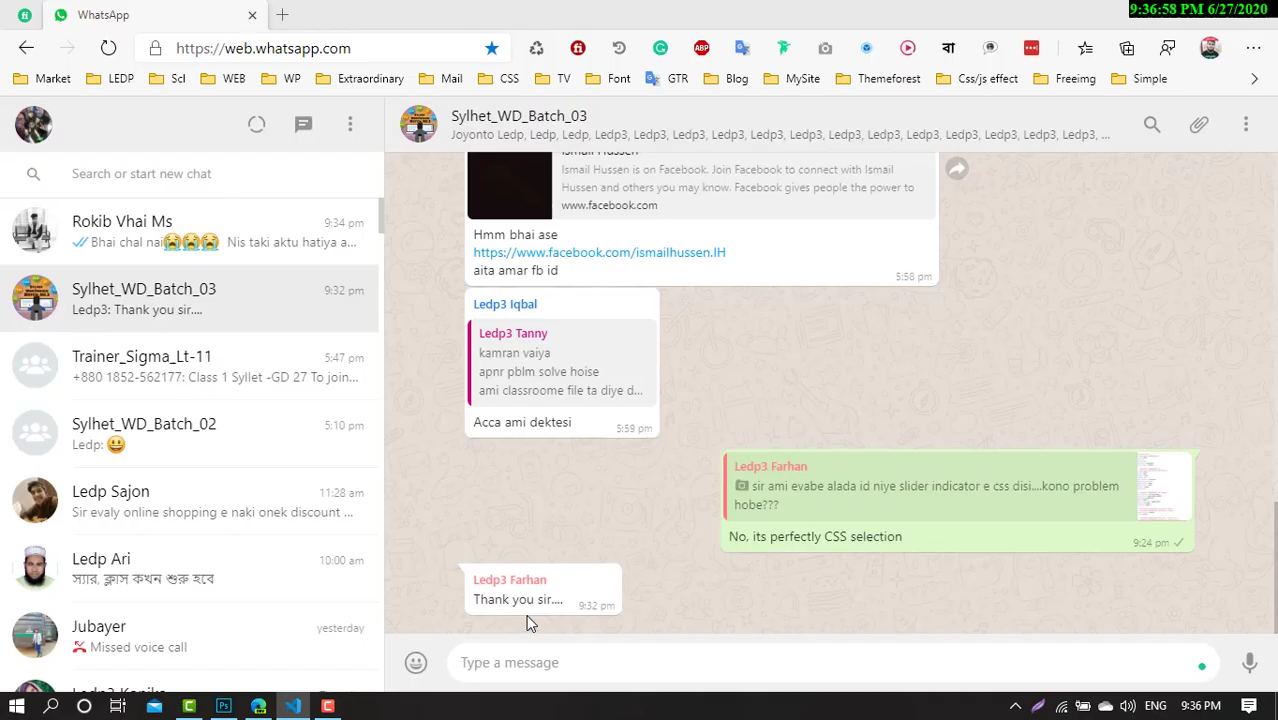 9:36:58 PM 6/27/2020
WhatsApp
https://web.whatsapp.com
ABP
বা
Market
LEDP
Scl
WEB
WP
Extraordinary
Mail
CSS
TV
Font
GTR
Blog
MySite
Themeforest
Css/js effect
Freeimg
Simple
Search or start new chat
Rokib Vhai Ms
9:34 pm
Bhai chal nai😭😭😭 Nis taki aktu hatiya a...
Sylhet_WD_Batch_03
9:32 pm
Ledp3: Thank you sir....
Trainer_Sigma_Lt-11
5:47 pm
+880 1852-562177: Class 1 Syllet -GD 27 To join...
Sylhet_WD_Batch_02
5:10 pm
Ledp: 😀
Ledp Sajon
11:28 am
Sir evaly online shopping e naki onek discount ...
Ledp Ari
10:00 am
স্যার, ক্লাস কখন শুরু হবে
Jubayer
yesterday
Missed voice call
Sylhet_WD_Batch_03
Joyonto Ledp, Ledp, Ledp, Ledp3, Ledp3, Ledp3, Ledp3, Ledp3, Ledp3, Ledp3, Ledp3, Ledp3, Ledp3, Ledp3, Ledp3, ...
Ismail Hussen
Ismail Hussen is on Facebook. Join Facebook to connect with Ismail
Hussen and others you may know. Facebook gives people the power to
www.facebook.com
Hmm bhai ase
https://www.facebook.com/ismailhussen.IH
aita amar fb id
5:58 pm
Ledp3 Iqbal
Ledp3 Tanny
kamran vaiya
apnr pblm solve hoise
ami classroome file ta diye d...
Acca ami dektesi
5:59 pm
Ledp3 Farhan
sir ami evabe alada id niye slider indicator e css disi....kono problem
hobe???
No, its perfectly CSS selection
9:24 pm
Ledp3 Farhan
Thank you sir....
9:32 pm
Type a message
Ps
ENG
9:36 PM